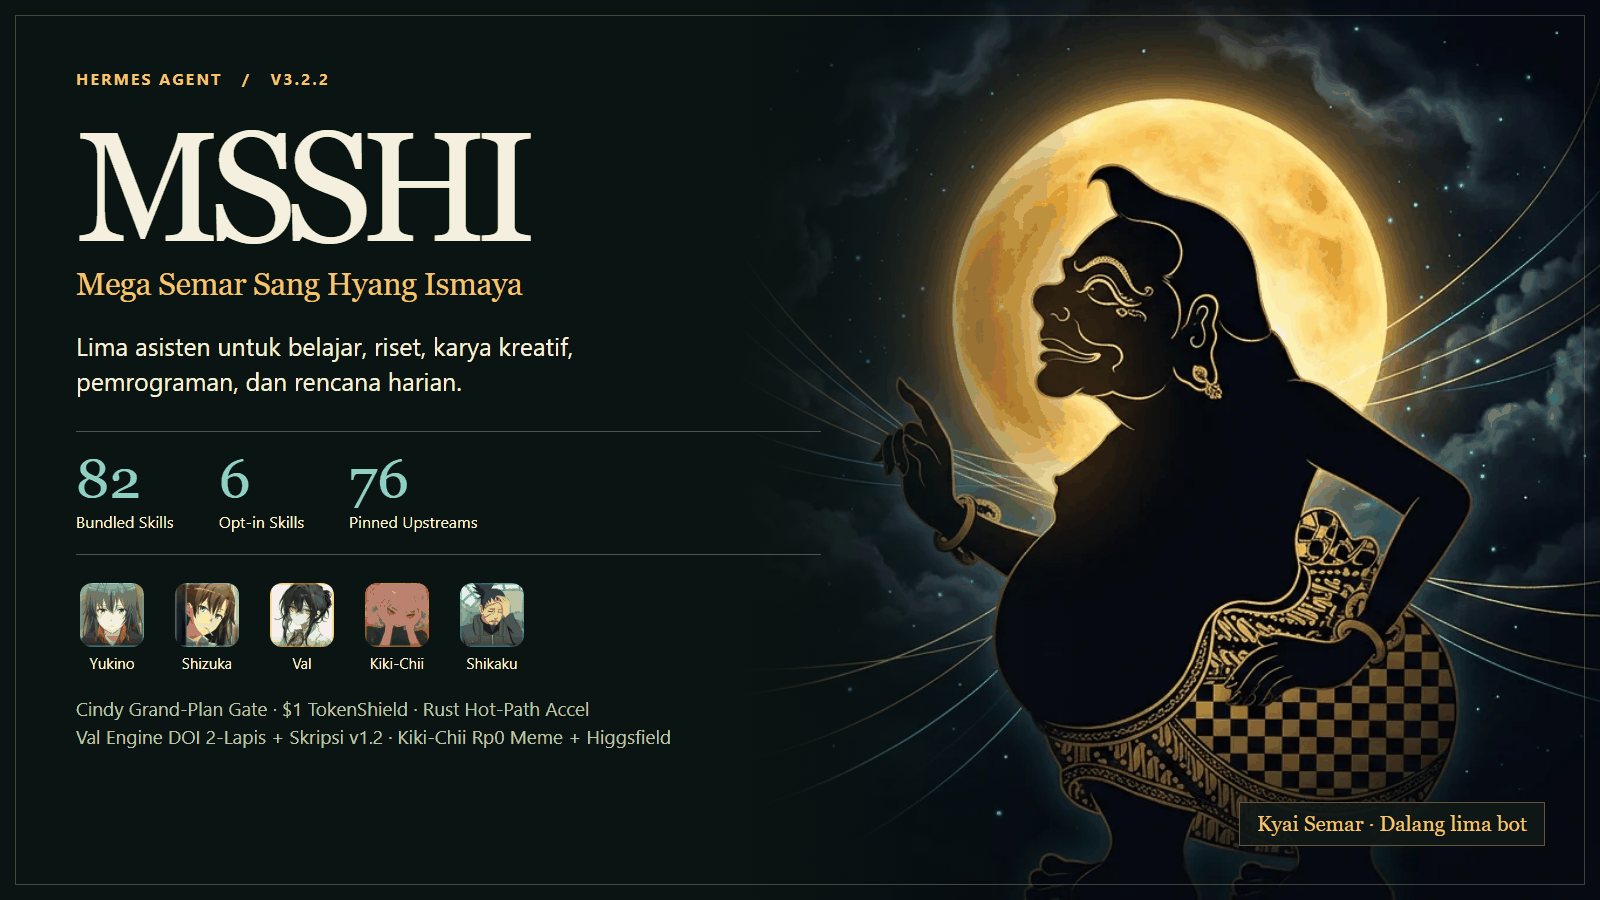 HERMES AGENT / V3.2.2
MSSHI
Mega Semar Sang Hyang Ismaya
Lima asisten untuk belajar, riset, karya kreatif,
pemrograman, dan rencana harian.
82 6 76
Bundled Skills Opt-in Skills Pinned Upstreams
Yukino Shizuka Val Kiki-Chii Shikaku
Cindy Grand-Plan Gate · $1 TokenShield · Rust Hot-Path Accel
Val Engine DOI 2-Lapis + Skripsi v1.2 · Kiki-Chii Rp0 Meme + Higgsfield
Kyai Semar · Dalang lima bot